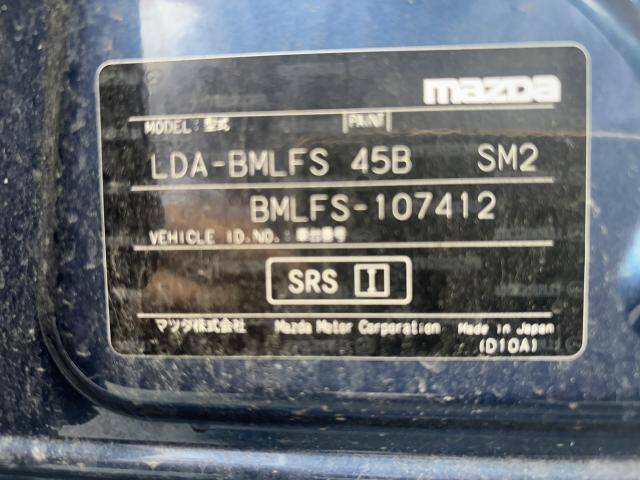 mazda
MODEL:型式 PAINT
LDA-BMLFS 45B SM2
BMLFS-107412
VEHICLE ID.NO.:車台番号
SRS I
マツダ株式会社 Mazda Motor Corporation Made in Japan
(D10A)